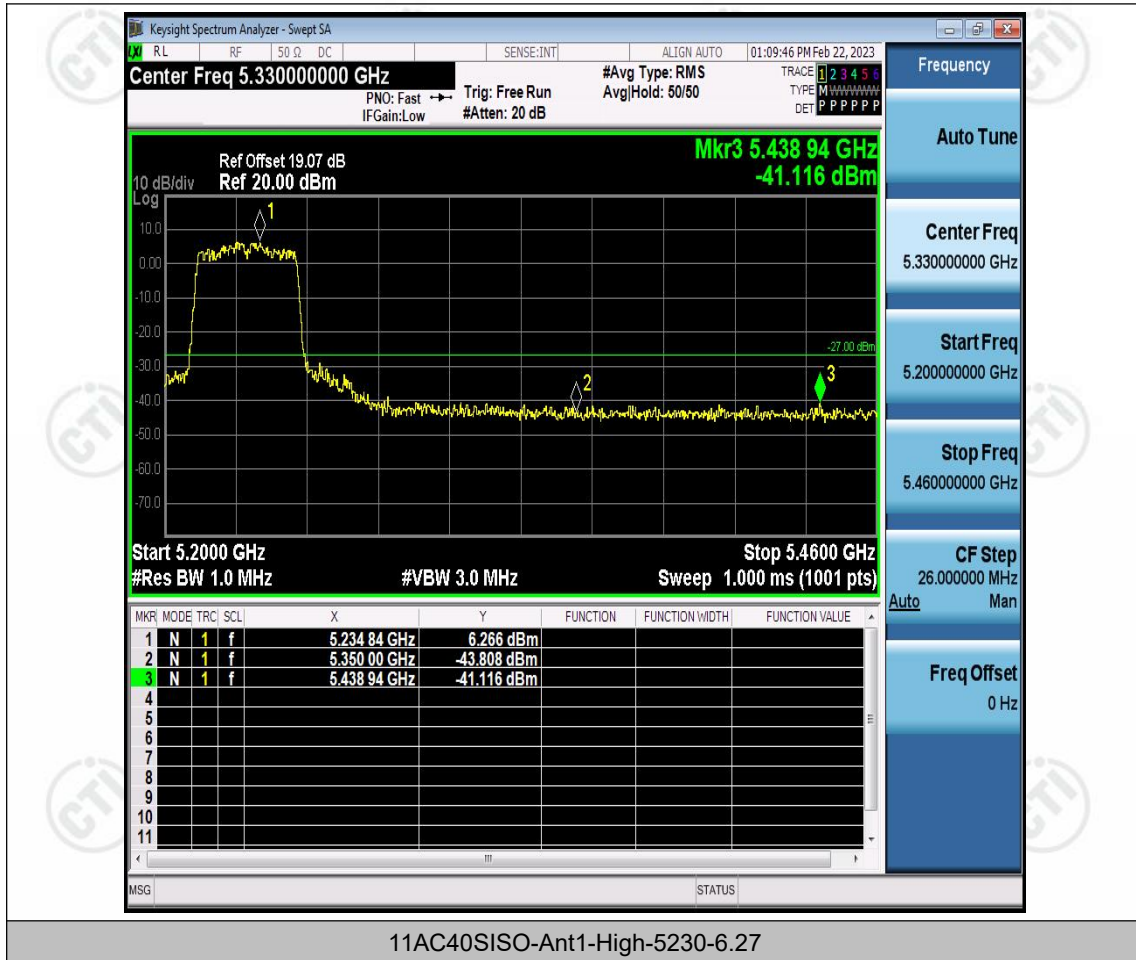 Keysight Spectrum Analyzer - Swept SA
LXI RL RF 50 Ω DC SENSE:INT ALIGN AUTO 01:09:46 PM Feb 22, 2023
Center Freq 5.330000000 GHz
PNO: Fast
IFGain:Low
Trig: Free Run
#Atten: 20 dB
#Avg Type: RMS
Avg|Hold: 50/50
TRACE 1 2 3 4 5 6
TYPE M WWWWW
DET P P P P P P
Frequency
Mkr3 5.438 94 GHz
-41.116 dBm
Ref Offset 19.07 dB
10 dB/div Ref 20.00 dBm
Log
10.0
0.00
-10.0
-20.0
-30.0
-40.0
-50.0
-60.0
-70.0
1
2
3
-27.00 dBm
Start 5.2000 GHz Stop 5.4600 GHz
#Res BW 1.0 MHz #VBW 3.0 MHz Sweep 1.000 ms (1001 pts)
MKR MODE TRC SCL X Y FUNCTION FUNCTION WIDTH FUNCTION VALUE
1 N 1 f 5.234 84 GHz 6.266 dBm
2 N 1 f 5.350 00 GHz -43.808 dBm
3 N 1 f 5.438 94 GHz -41.116 dBm
4
5
6
7
8
9
10
11
MSG STATUS
Auto Tune
Center Freq
5.330000000 GHz
Start Freq
5.200000000 GHz
Stop Freq
5.460000000 GHz
CF Step
26.000000 MHz
Auto Man
Freq Offset
0 Hz
CTI
CTI
CTI
CTI
CTI
CTI
11AC40SISO-Ant1-High-5230-6.27